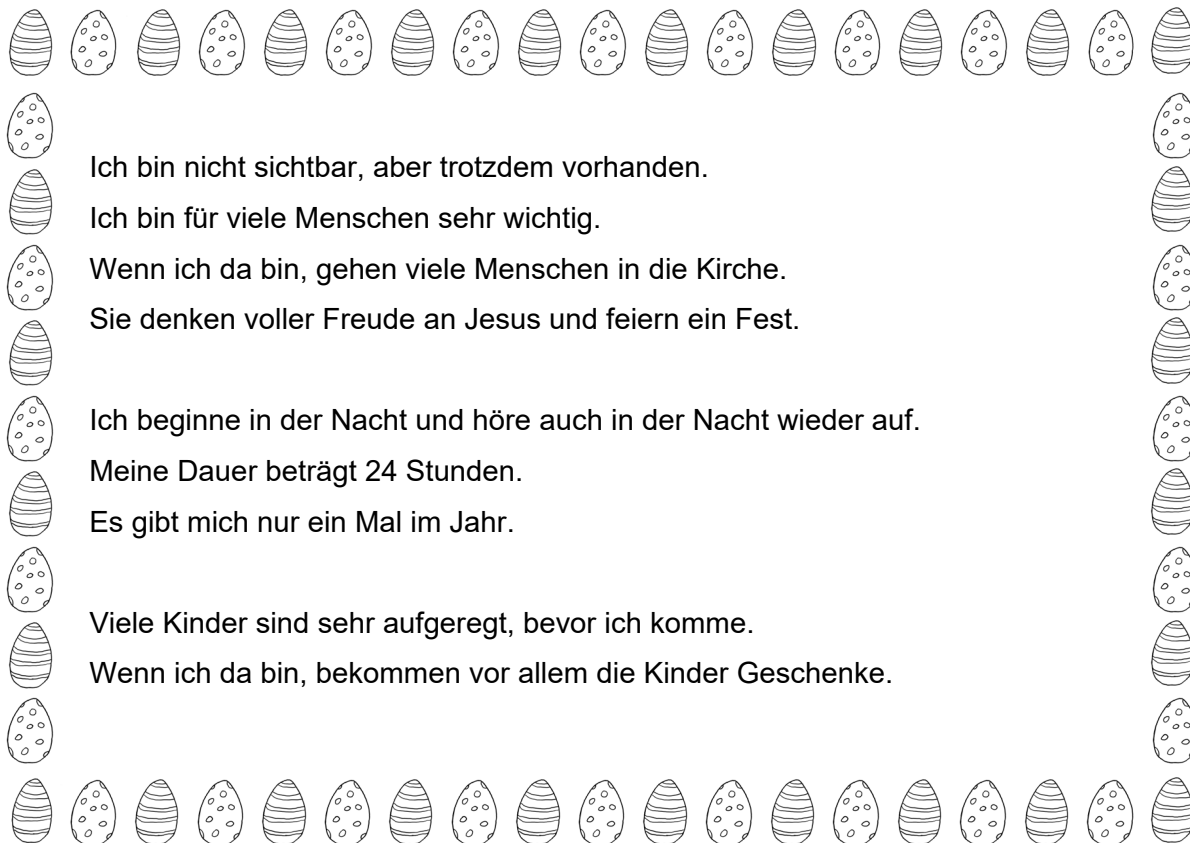 Ich bin nicht sichtbar, aber trotzdem vorhanden.
Ich bin für viele Menschen sehr wichtig.
Wenn ich da bin, gehen viele Menschen in die Kirche.
Sie denken voller Freude an Jesus und feiern ein Fest.
Ich beginne in der Nacht und höre auch in der Nacht wieder auf.
Meine Dauer beträgt 24 Stunden.
Es gibt mich nur ein Mal im Jahr.
Viele Kinder sind sehr aufgeregt, bevor ich komme.
Wenn ich da bin, bekommen vor allem die Kinder Geschenke.